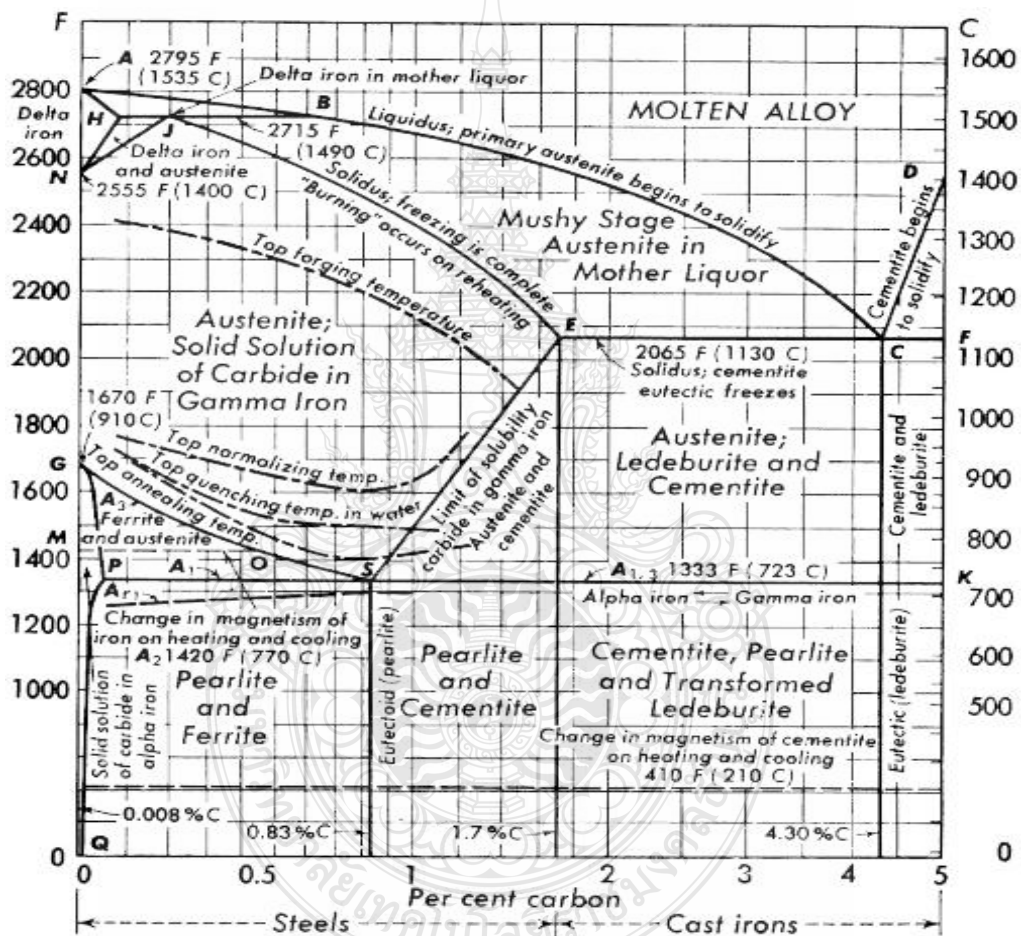 F
C
A 2795 F
(1535 C)
Delta iron in mother liquor
1600
2800
Delta
iron
H
J
B
2715 F
(1490 C)
Liquidus; primary austenite begins to solidify
MOLTEN ALLOY
1500
2600
N
Delta iron
and austenite
2555 F (1400 C)
Solidus; freezing is complete
"Burning" occurs on reheating
D
1400
Cementite begins
to solidify
2400
Top forging temperature
Mushy Stage
Austenite in
Mother Liquor
1300
2200
1200
Austenite;
Solid Solution
of Carbide in
Gamma Iron
E
F
2000
2065 F (1130 C)
Solidus; cementite
eutectic freezes
C
1100
1670 F
(910 C)
1800
1000
Top normalizing temp.
Top quenching temp. in water
Top annealing temp.
Limit of solubility
carbide in gamma iron
Austenite and
cementite
Austenite;
Ledeburite and
Cementite
Cementite and
ledeburite
G
900
1600
A3
Ferrite
and austenite
M
800
1400
P
O
S
A1
A1,3 1333 F (723 C)
K
Ar1
Alpha iron Gamma iron
700
Change in magnetism of
iron on heating and cooling
A2 1420 F (770 C)
1200
600
1000
500
Solid solution
of carbide in
alpha iron
Pearlite
and
Ferrite
Eutectoid (pearlite)
Pearlite
and
Cementite
Cementite, Pearlite
and Transformed
Ledeburite
Change in magnetism of cementite
on heating and cooling
410 F (210 C)
Eutectic (ledeburite)
0.008 %C
0.83 %C
1.7 %C
4.30 %C
0
Q
0
0
0.5
1
2
3
4
5
Per cent carbon
Steels
Cast irons